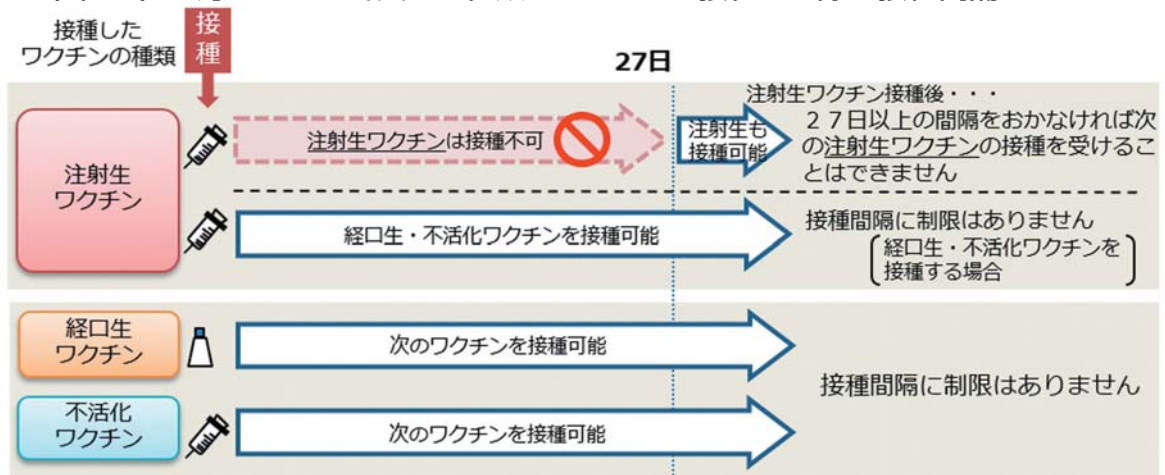 接種した
ワクチンの種類
接
種
27日
注射生
ワクチン
注射生ワクチンは接種不可
注射生も
接種可能
注射生ワクチン接種後・・・
２７日以上の間隔をおかなければ次
の注射生ワクチンの接種を受けるこ
とはできません
経口生・不活化ワクチンを接種可能
接種間隔に制限はありません
経口生・不活化ワクチンを
接種する場合
経口生
ワクチン
次のワクチンを接種可能
接種間隔に制限はありません
不活化
ワクチン
次のワクチンを接種可能